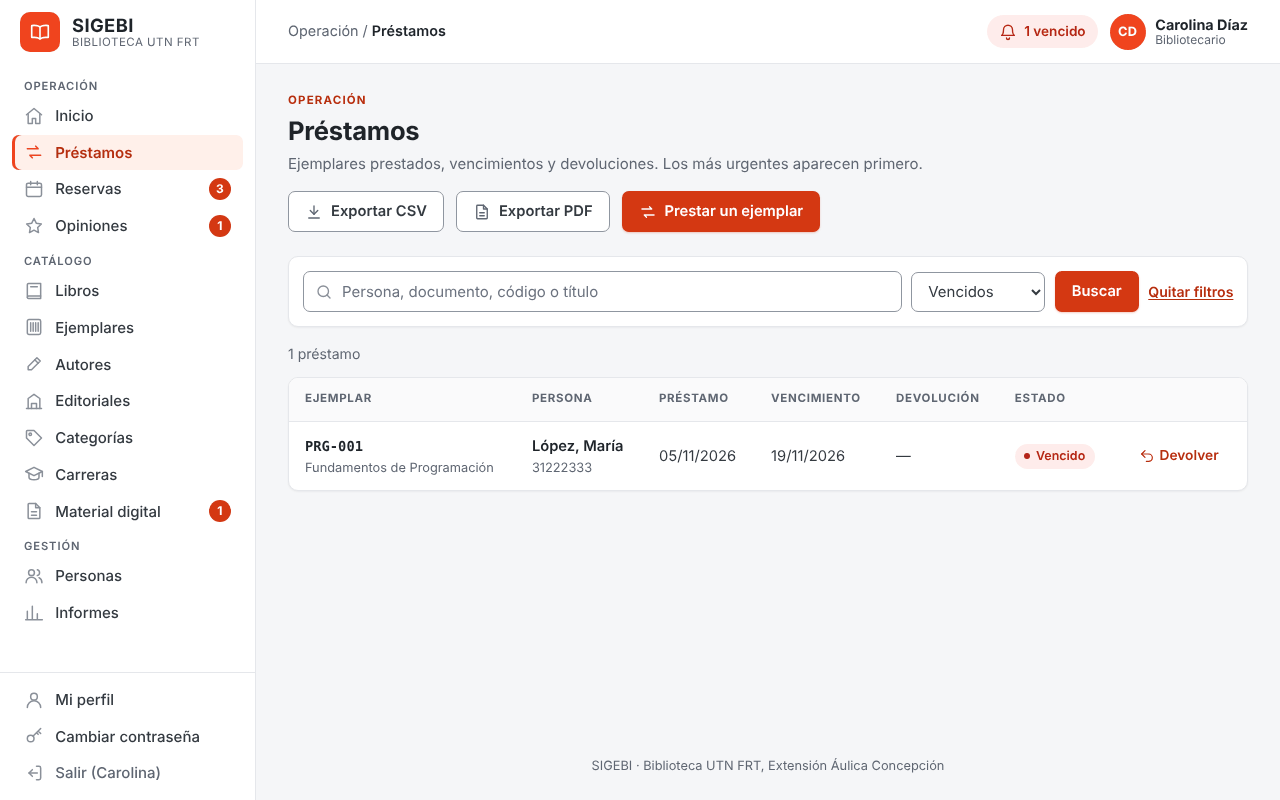 SIGEBI
BIBLIOTECA UTN FRT
OPERACIÓN
Inicio
Préstamos
Reservas 3
Opiniones 1
CATÁLOGO
Libros
Ejemplares
Autores
Editoriales
Categorías
Carreras
Material digital 1
GESTIÓN
Personas
Informes
Mi perfil
Cambiar contraseña
Salir (Carolina)
Operación / Préstamos
1 vencido
CD
Carolina Díaz
Bibliotecario
OPERACIÓN
Préstamos
Ejemplares prestados, vencimientos y devoluciones. Los más urgentes aparecen primero.
Exportar CSV Exportar PDF Prestar un ejemplar
Persona, documento, código o título Vencidos Buscar Quitar filtros
1 préstamo
EJEMPLAR PERSONA PRÉSTAMO VENCIMIENTO DEVOLUCIÓN ESTADO
PRG-001 López, María 05/11/2026 19/11/2026 — Vencido Devolver
Fundamentos de Programación 31222333
SIGEBI · Biblioteca UTN FRT, Extensión Áulica Concepción